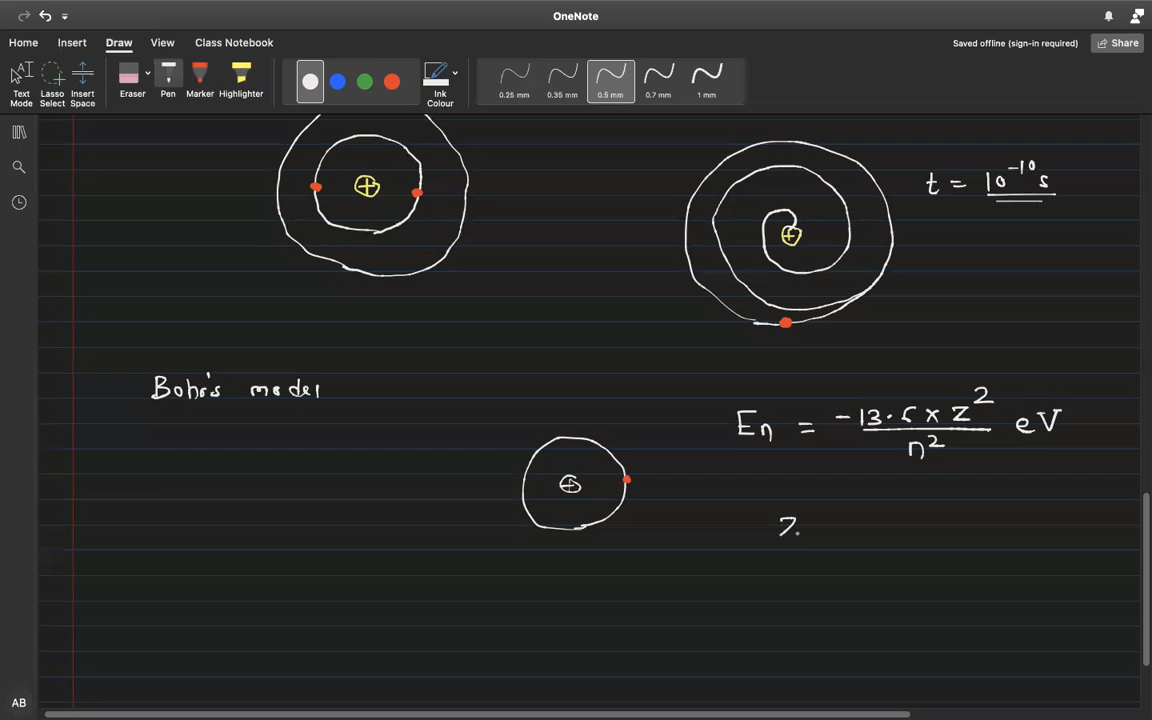 OneNote
Home Insert Draw View Class Notebook
Saved offline (sign-in required) Share
Text Mode
Lasso Select
Insert Space
Eraser
Pen
Marker
Highlighter
Ink Colour
0.25 mm
0.35 mm
0.5 mm
0.7 mm
1 mm
+
+
t = 10⁻¹⁰ s
Bohr's model
En = -13.6 × Z² / n² eV
+
Z
AB